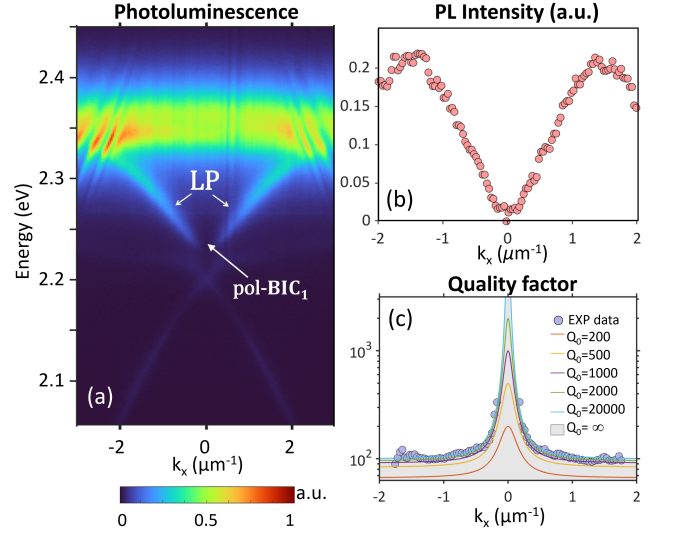 Photoluminescence
Energy (eV)
2.4
2.3
2.2
2.1
LP
pol-BIC₁
(a)
-2
0
2
kₓ (μm⁻¹)
a.u.
0
0.5
1
PL Intensity (a.u.)
0.2
0.15
0.1
0.05
0
(b)
-2
-1
0
1
2
kₓ (μm⁻¹)
Quality factor
(c)
10³
10²
EXP data
Q₀=200
Q₀=500
Q₀=1000
Q₀=2000
Q₀=20000
Q₀= ∞
-2
-1
0
1
2
kₓ (μm⁻¹)